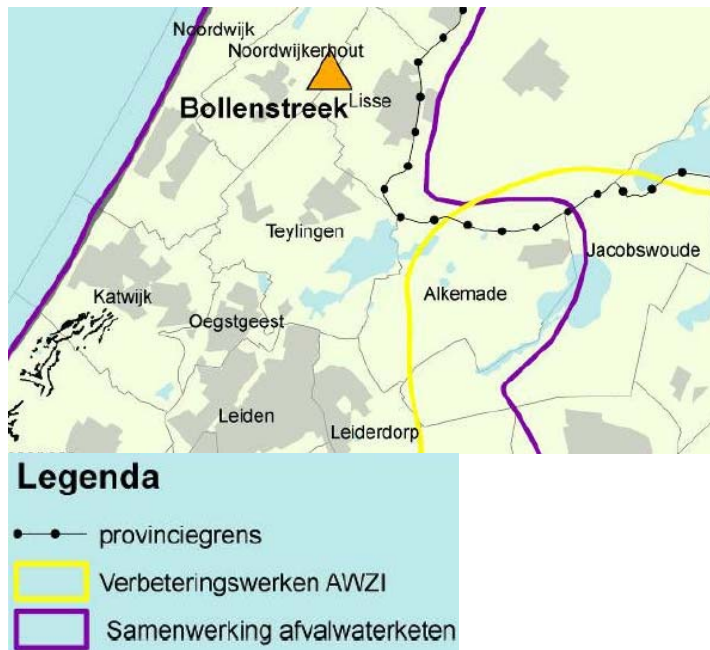 Noordwijk
Noordwijkerhout
Lisse
Bollenstreek
Teylingen
Jacobswoude
Katwijk
Alkemade
Oegstgeest
Leiden
Leiderdorp
Legenda
provinciegrens
Verbeteringswerken AWZI
Samenwerking afvalwaterketen